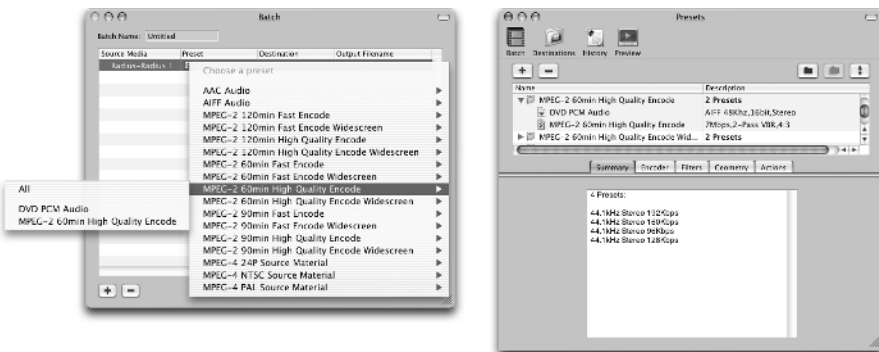 Batch
Batch Name: Untitled
Source Media Preset Destination Output Filename
Radius-Radius 1
Choose a preset
AAC Audio
AIFF Audio
MPEG-2 120min Fast Encode
MPEG-2 120min Fast Encode Widescreen
MPEG-2 120min High Quality Encode
MPEG-2 120min High Quality Encode Widescreen
MPEG-2 60min Fast Encode
MPEG-2 60min Fast Encode Widescreen
MPEG-2 60min High Quality Encode
MPEG-2 60min High Quality Encode Widescreen
MPEG-2 90min Fast Encode
MPEG-2 90min Fast Encode Widescreen
MPEG-2 90min High Quality Encode
MPEG-2 90min High Quality Encode Widescreen
MPEG-4 24P Source Material
MPEG-4 NTSC Source Material
MPEG-4 PAL Source Material
All
DVD PCM Audio
MPEG-2 60min High Quality Encode
Presets
Batch Destinations History Preview
Name Description
MPEG-2 60min High Quality Encode 2 Presets
DVD PCM Audio AIFF 48Khz,16bit,Stereo
MPEG-2 60min High Quality Encode 7Mbps,2-Pass VBR,4:3
MPEG-2 60min High Quality Encode Wid... 2 Presets
Summary Encoder Filters Geometry Actions
4 Presets:
44.1kHz Stereo 192Kbps
44.1kHz Stereo 160Kbps
44.1kHz Stereo 96Kbps
44.1kHz Stereo 128Kbps